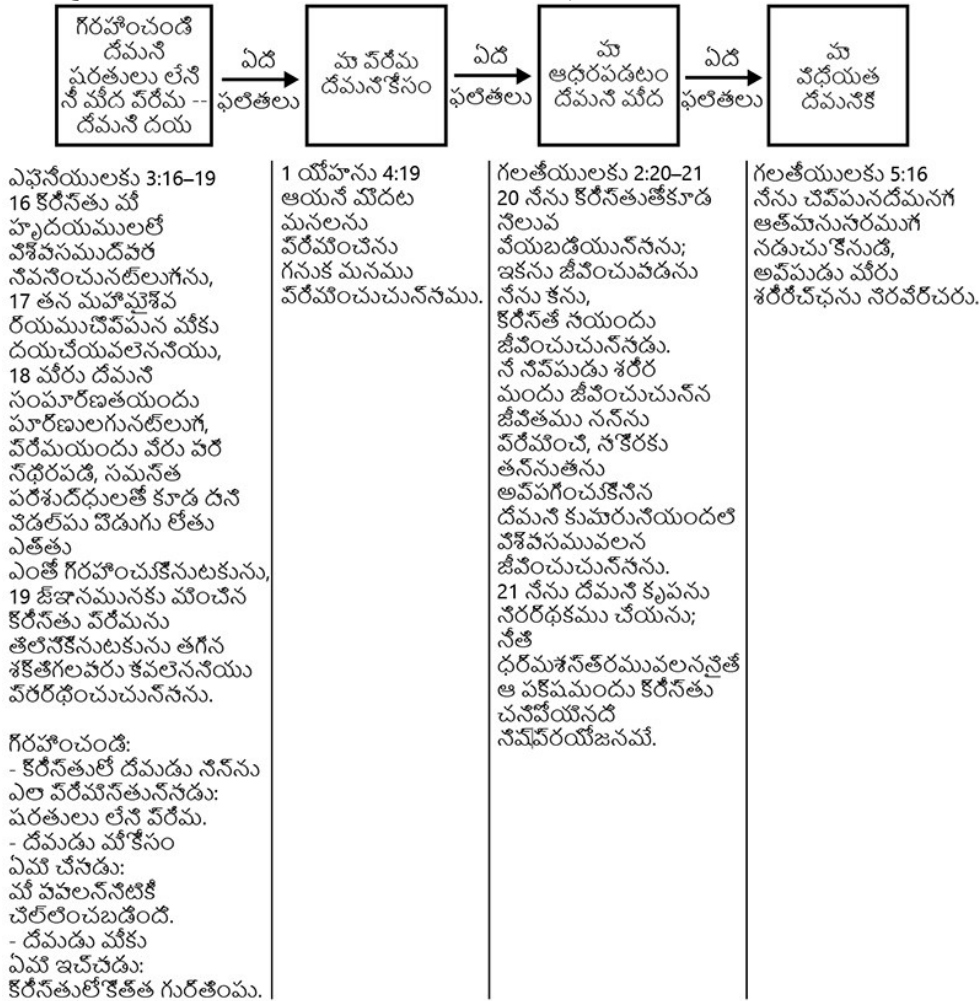 గ్రహించండి
దేవుని
షరతులు లేని
నీ మీద ప్రేమ --
దేవుని దయ
ఏది
ఫలితలు
మా ప్రేమ
దేవునికోసం
ఏది
ఫలితలు
మా
ఆధారపడటం
దేవుని మీద
ఏది
ఫలితలు
మా
విధేయత
దేవునికి
ఎఫెసీయులకు 3:16–19
16 క్రీస్తు మీ
హృదయములలో
విశ్వాసముద్వారా
నివసించునట్లుగను,
17 తన మహిమైశ్వ
ర్యముచొప్పున మీకు
దయచేయవలెననియు,
18 మీరు దేవుని
సంపూర్ణతయందు
పూర్ణులగునట్లుగా,
ప్రేమయందు వేరు పారి
స్థిరపడి, సమస్త
పరిశుద్ధులతో కూడ దాని
వెడల్పు పొడుగు లోతు
ఎత్తు
ఎంతో గ్రహించుకొనుటకును,
19 జ్ఞానమునకు మించిన
క్రీస్తు ప్రేమను
తెలిసికొనుటకును తగిన
శక్తిగలవారు కావలెననియు
ప్రార్థించుచున్నాను.
గ్రహించండి:
- క్రీస్తులో దేవుడు నిన్ను
ఎలా ప్రేమిస్తున్నాడు:
షరతులు లేని ప్రేమ.
- దేవుడు మీకోసం
ఏమి చేసాడు:
మీ పాపాలన్నిటికీ
చెల్లించబడింది.
- దేవుడు మీకు
ఏమి ఇచ్చాడు:
క్రీస్తులో కొత్త గుర్తింపు.
1 యోహాను 4:19
ఆయనే మొదట
మనలను
ప్రేమించెను
గనుక మనము
ప్రేమించుచున్నాము.
గలతీయులకు 2:20–21
20 నేను క్రీస్తుతోకూడ
సిలువ
వేయబడియున్నాను;
ఇకను జీవించువాడను
నేను కాను,
క్రీస్తే నాయందు
జీవించుచున్నాడు.
నే నిప్పుడు శరీర
మందు జీవించుచున్న
జీవితము నన్ను
ప్రేమించి, నాకొరకు
తన్నుతాను
అప్పగించుకొనిన
దేవుని కుమారునియందలి
విశ్వాసమువలన
జీవించుచున్నాను.
21 నేను దేవుని కృపను
నిరర్థకము చేయను;
నీతి
ధర్మశాస్త్రమువలననైతే
ఆ పక్షమందు క్రీస్తు
చనిపోయినది
నిష్ప్రయోజనమే.
గలతీయులకు 5:16
నేను చెప్పునదేమనగా
ఆత్మానుసారముగా
నడుచుకొనుడి,
అప్పుడు మీరు
శరీరేచ్ఛను నెరవేర్చరు.